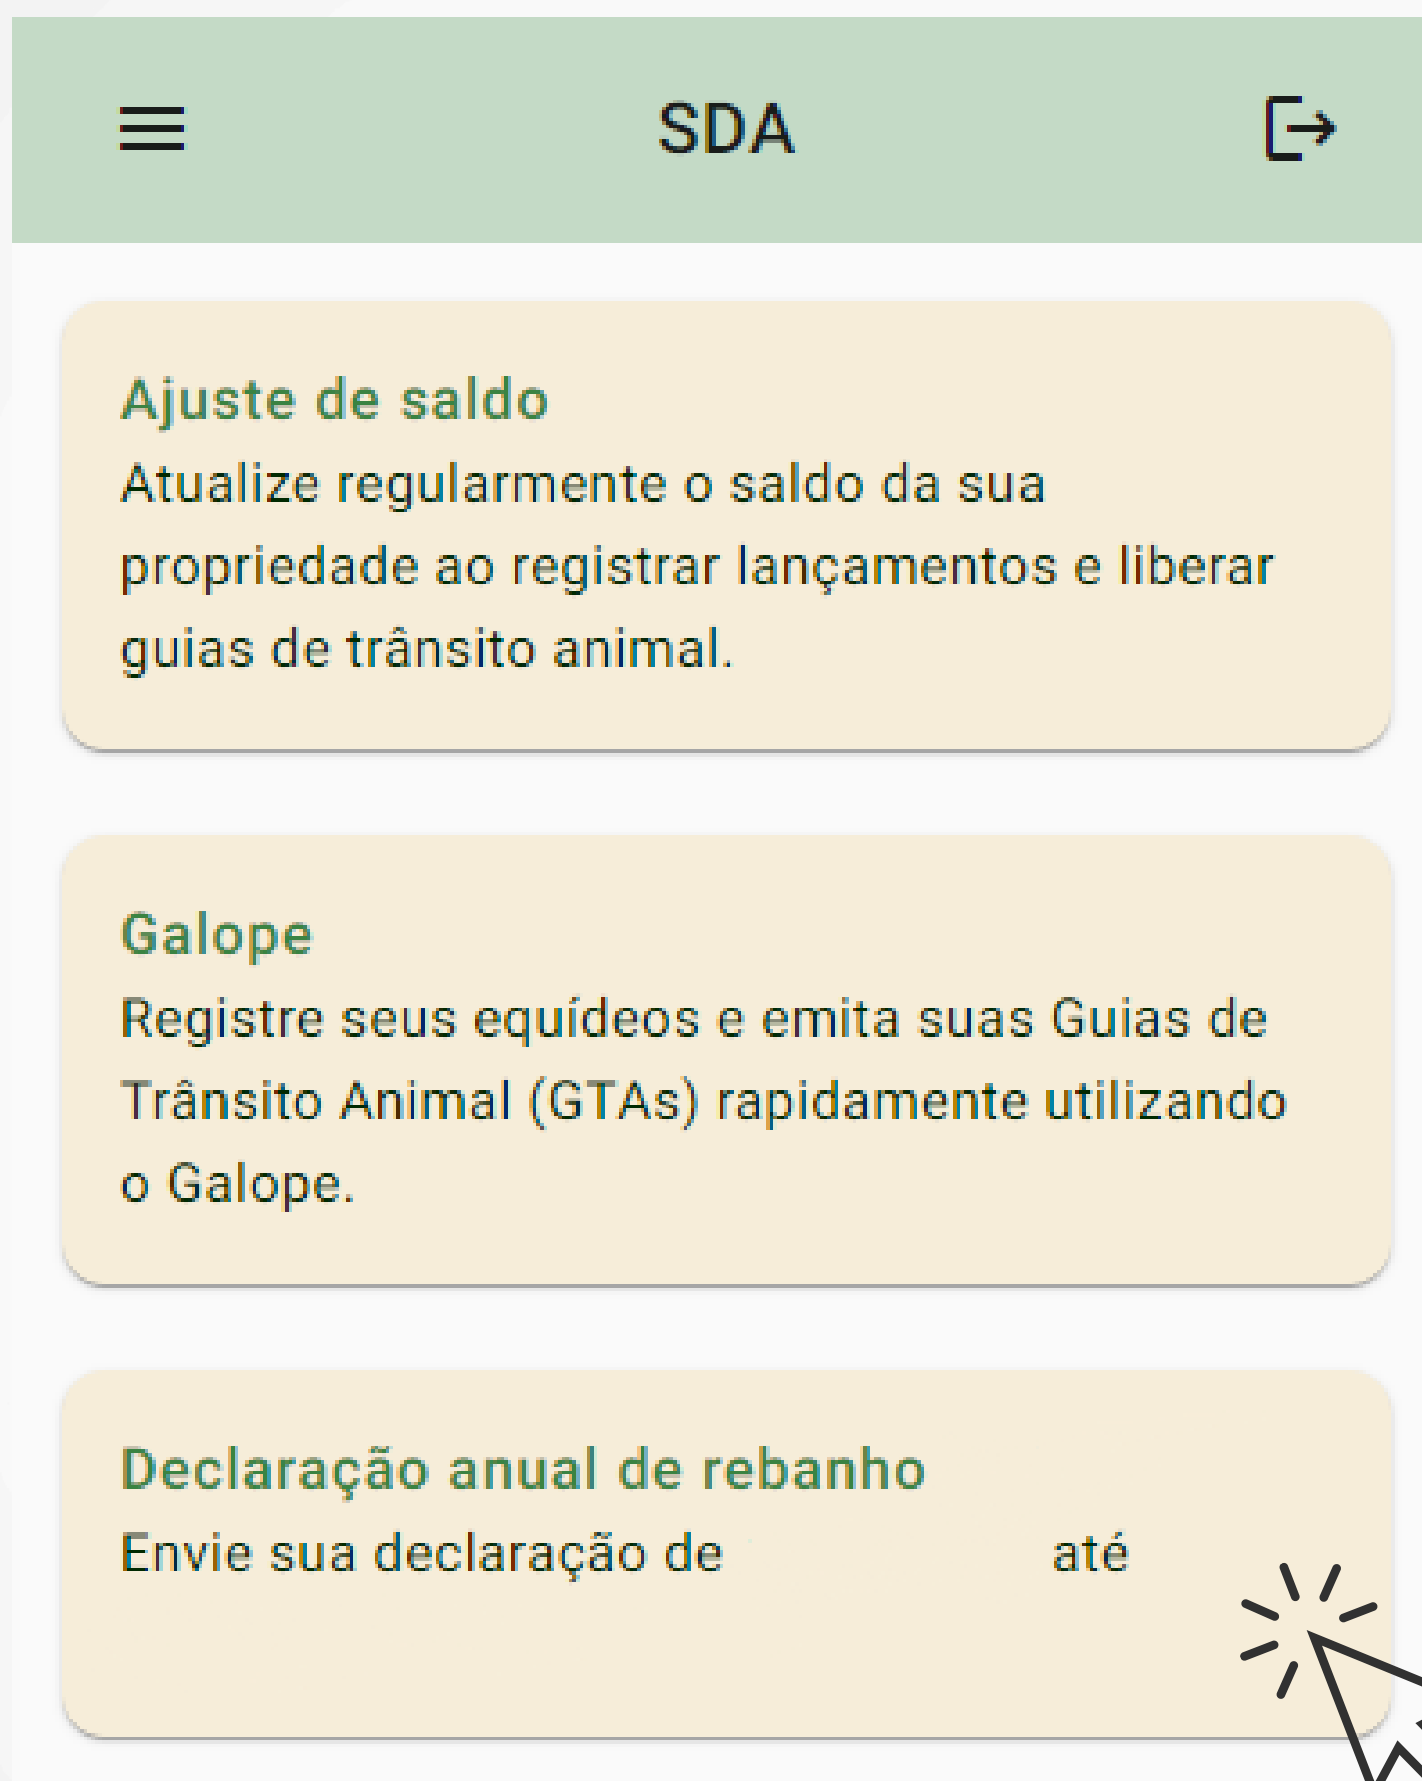 SDA
Ajuste de saldo
Atualize regularmente o saldo da sua
propriedade ao registrar lançamentos e liberar
guias de trânsito animal.
Galope
Registre seus equídeos e emita suas Guias de
Trânsito Animal (GTAs) rapidamente utilizando
o Galope.
Declaração anual de rebanho
Envie sua declaração de até